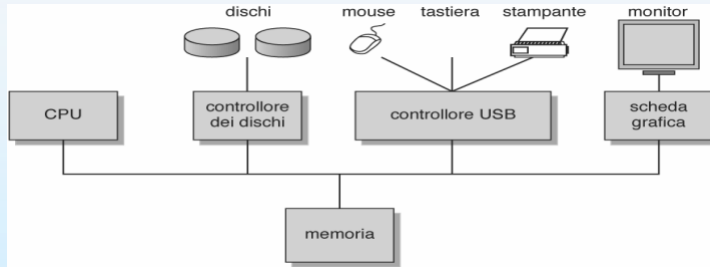 dischi
mouse
tastiera
stampante
monitor
CPU
controllore
dei dischi
controllore USB
scheda
grafica
memoria